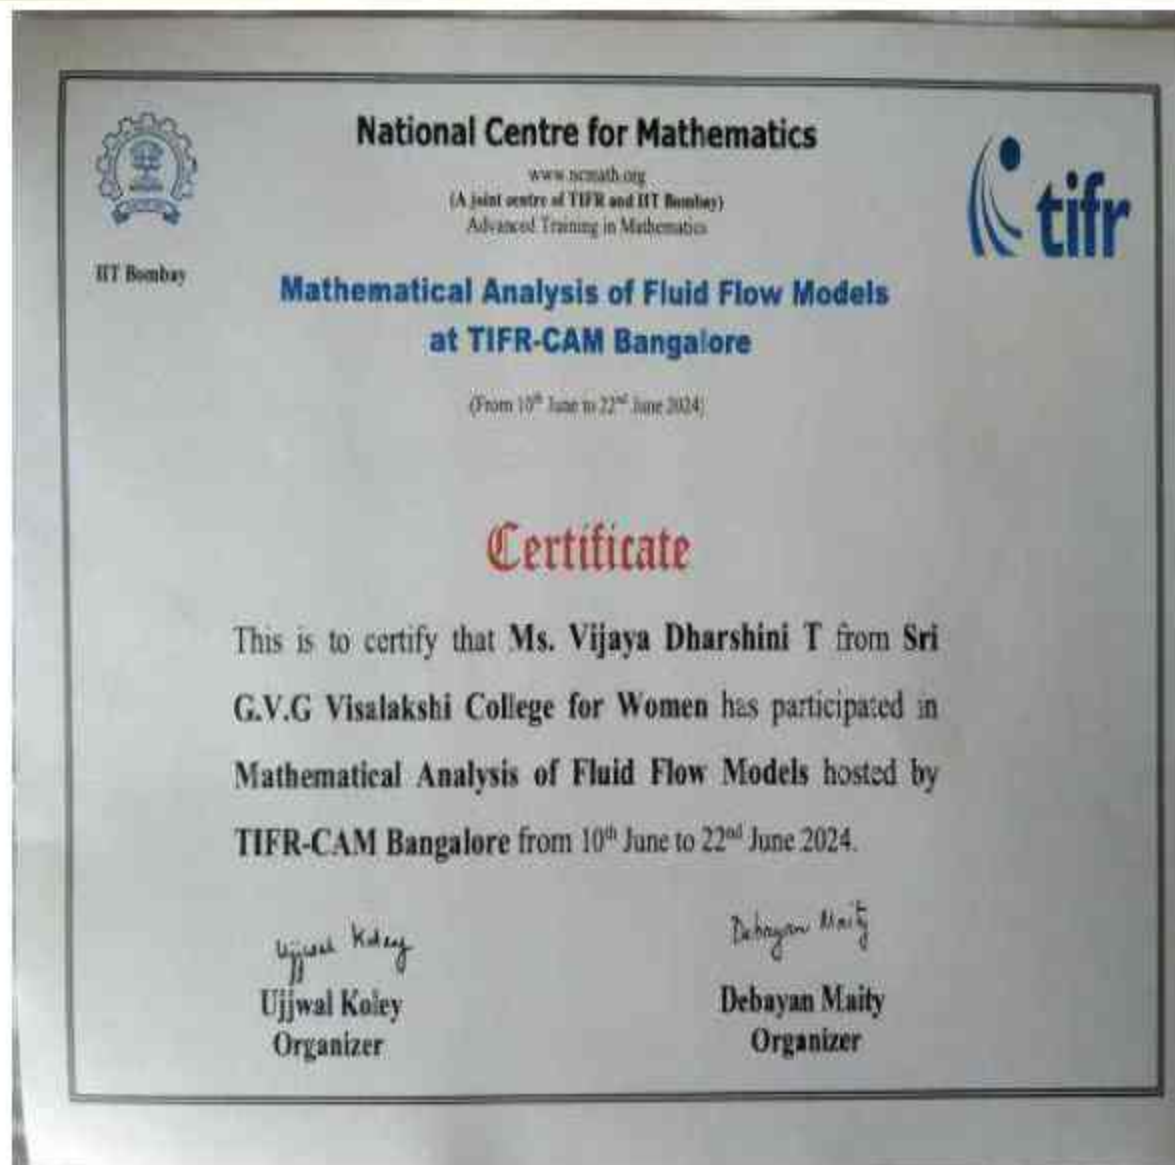 National Centre for Mathematics
www.ncmath.org
(A joint centre of TIFR and IIT Bombay)
Advanced Training in Mathematics
tifr
IIT Bombay
Mathematical Analysis of Fluid Flow Models
at TIFR-CAM Bangalore
(From 10th June to 22nd June 2024)
Certificate
This is to certify that Ms. Vijaya Dharshini T from Sri
G.V.G Visalakshi College for Women has participated in
Mathematical Analysis of Fluid Flow Models hosted by
TIFR-CAM Bangalore from 10th June to 22nd June 2024.
Ujjwal Koley
Debayan Maity
Ujjwal Koley
Debayan Maity
Organizer
Organizer